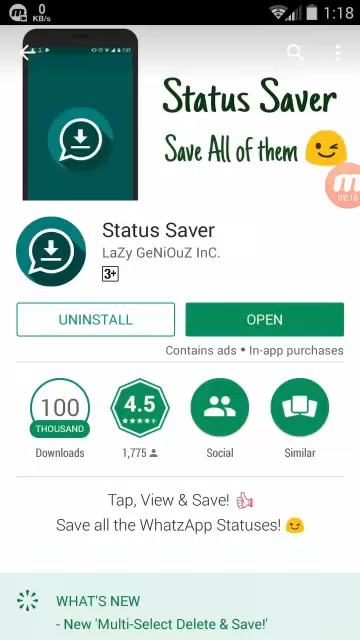 0
KB/s
1:18
7:27
Status Saver
Save All of them
02:16
Status Saver
LaZy GeNiOuZ InC.
3+
UNINSTALL
OPEN
Contains ads • In-app purchases
100
THOUSAND
4.5
Downloads
1,775
Social
Similar
Tap, View & Save!
Save all the WhatzApp Statuses!
WHAT'S NEW
- New 'Multi-Select Delete & Save!'